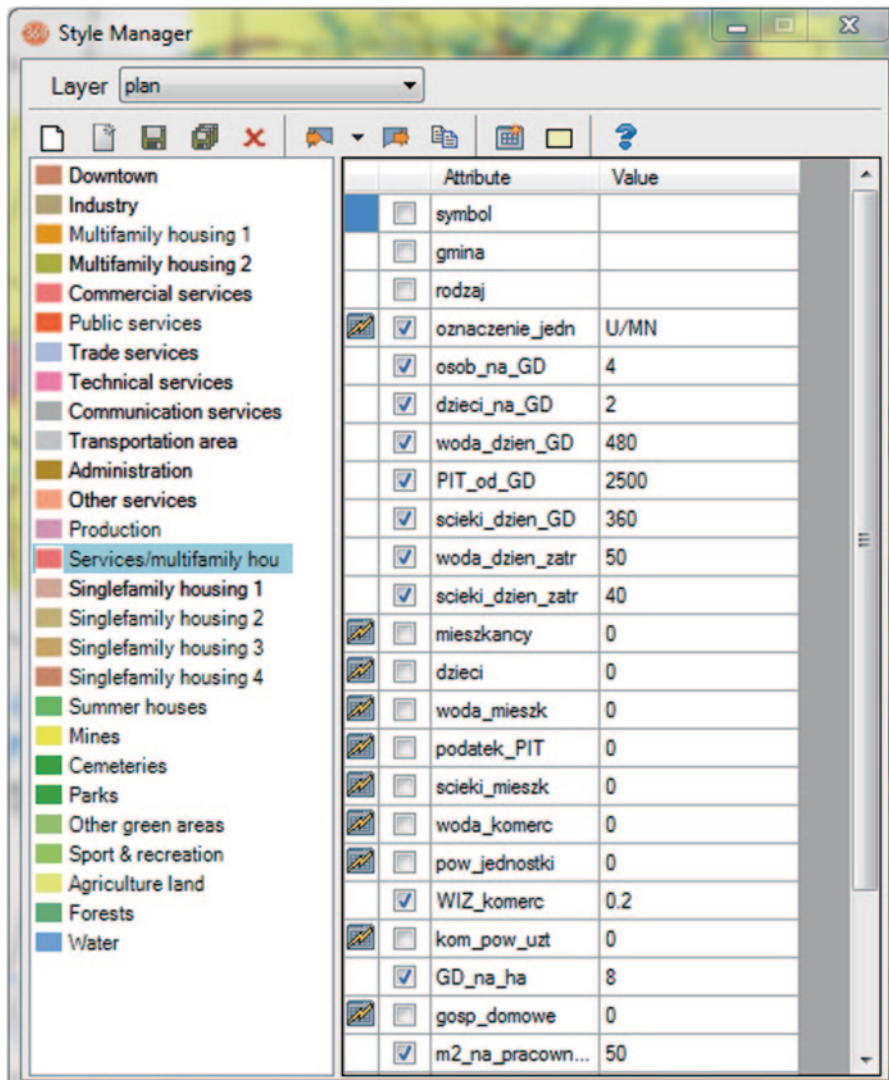 360 Style Manager
Layer plan
Downtown
Industry
Multifamily housing 1
Multifamily housing 2
Commercial services
Public services
Trade services
Technical services
Communication services
Transportation area
Administration
Other services
Production
Services/multifamily hou
Singlefamily housing 1
Singlefamily housing 2
Singlefamily housing 3
Singlefamily housing 4
Summer houses
Mines
Cemeteries
Parks
Other green areas
Sport & recreation
Agriculture land
Forests
Water
Attribute Value
symbol
gmina
rodzaj
oznaczenie_jedn U/MN
osob_na_GD 4
dzieci_na_GD 2
woda_dzien_GD 480
PIT_od_GD 2500
scieki_dzien_GD 360
woda_dzien_zatr 50
scieki_dzien_zatr 40
mieszkancy 0
dzieci 0
woda_mieszk 0
podatek_PIT 0
scieki_mieszk 0
woda_komerc 0
pow_jednostki 0
WIZ_komerc 0.2
kom_pow_uzt 0
GD_na_ha 8
gosp_domowe 0
m2_na_pracown... 50